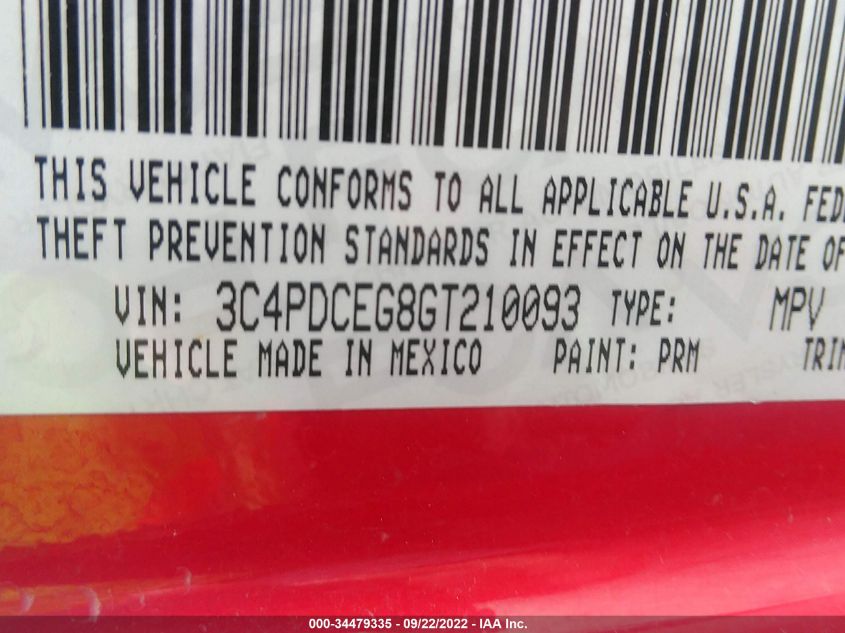 THIS VEHICLE CONFORMS TO ALL APPLICABLE U.S.A.
THEFT PREVENTION STANDARDS IN EFFECT ON THE DATE OF
VIN: 3C4PDCEG8GT210093 TYPE: MPV
VEHICLE MADE IN MEXICO PAINT: PRM
000-34479335 - 09/22/2022 - IAA Inc.